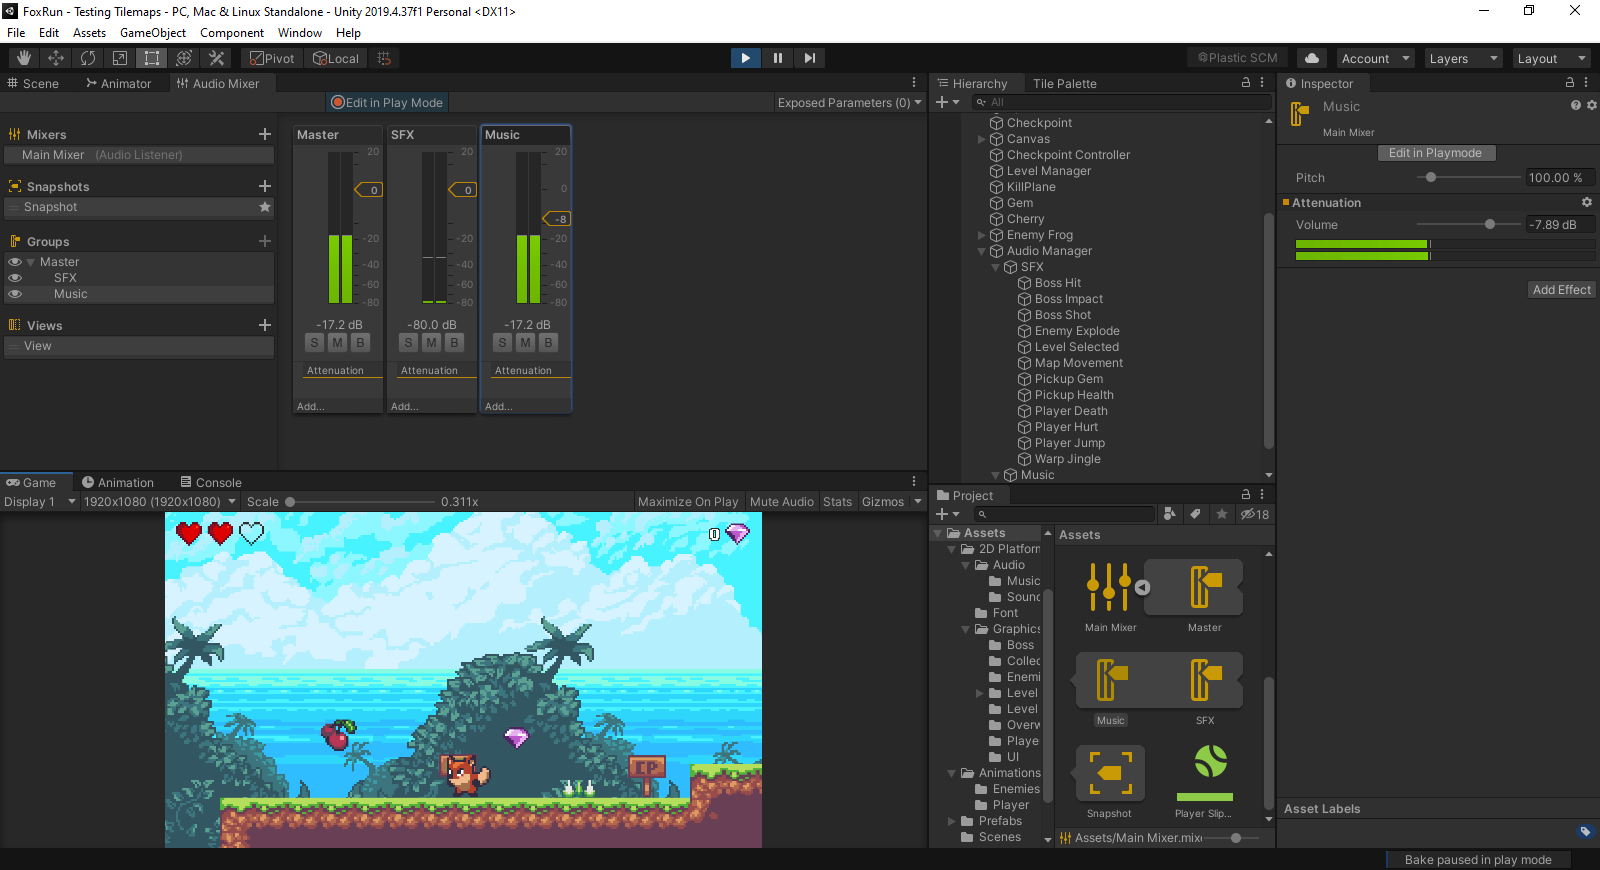 FoxRun - Testing Tilemaps - PC, Mac & Linux Standalone - Unity 2019.4.37f1 Personal <DX11>
File Edit Assets GameObject Component Window Help
Pivot Local Plastic SCM Account Layers Layout
Scene Animator Audio Mixer
Edit in Play Mode Exposed Parameters (0)
Mixers
Main Mixer (Audio Listener)
Snapshots
Snapshot
Groups
Master
SFX
Music
Views
View
Master
20
0
-20
-40
-60
-80
-17.2 dB
S M B
Attenuation
Add...
SFX
20
0
-20
-40
-60
-80
-80.0 dB
S M B
Attenuation
Add...
Music
20
0
-8
-20
-40
-60
-80
-17.2 dB
S M B
Attenuation
Add...
Game Animation Console
Display 1 1920x1080 (1920x1080) Scale 0.311x Maximize On Play Mute Audio Stats Gizmos
0
CP
Hierarchy Tile Palette
All
Checkpoint
Canvas
Checkpoint Controller
Level Manager
KillPlane
Gem
Cherry
Enemy Frog
Audio Manager
SFX
Boss Hit
Boss Impact
Boss Shot
Enemy Explode
Level Selected
Map Movement
Pickup Gem
Pickup Health
Player Death
Player Hurt
Player Jump
Warp Jingle
Music
Project
18
Assets
2D Platforn
Audio
Music
Sound
Font
Graphics
Boss
Collec
Enemi
Level
Level
Overw
Playe
UI
Animations
Enemies
Player
Prefabs
Scenes
Assets
Main Mixer Master
Music SFX
Snapshot Player Slip...
Assets/Main Mixer.mixe
Inspector
Music
Main Mixer
Edit in Playmode
Pitch 100.00 %
Attenuation
Volume -7.89 dB
Add Effect
Asset Labels
Bake paused in play mode